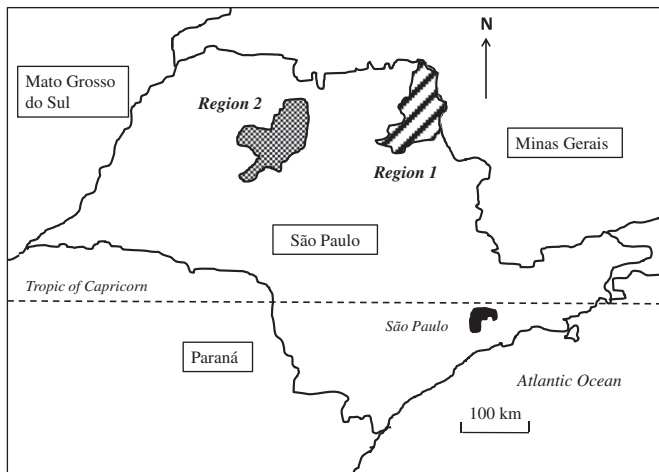 N
Mato Grosso
do Sul
Region 2
Minas Gerais
Region 1
São Paulo
Tropic of Capricorn
São Paulo
Paraná
Atlantic Ocean
100 km